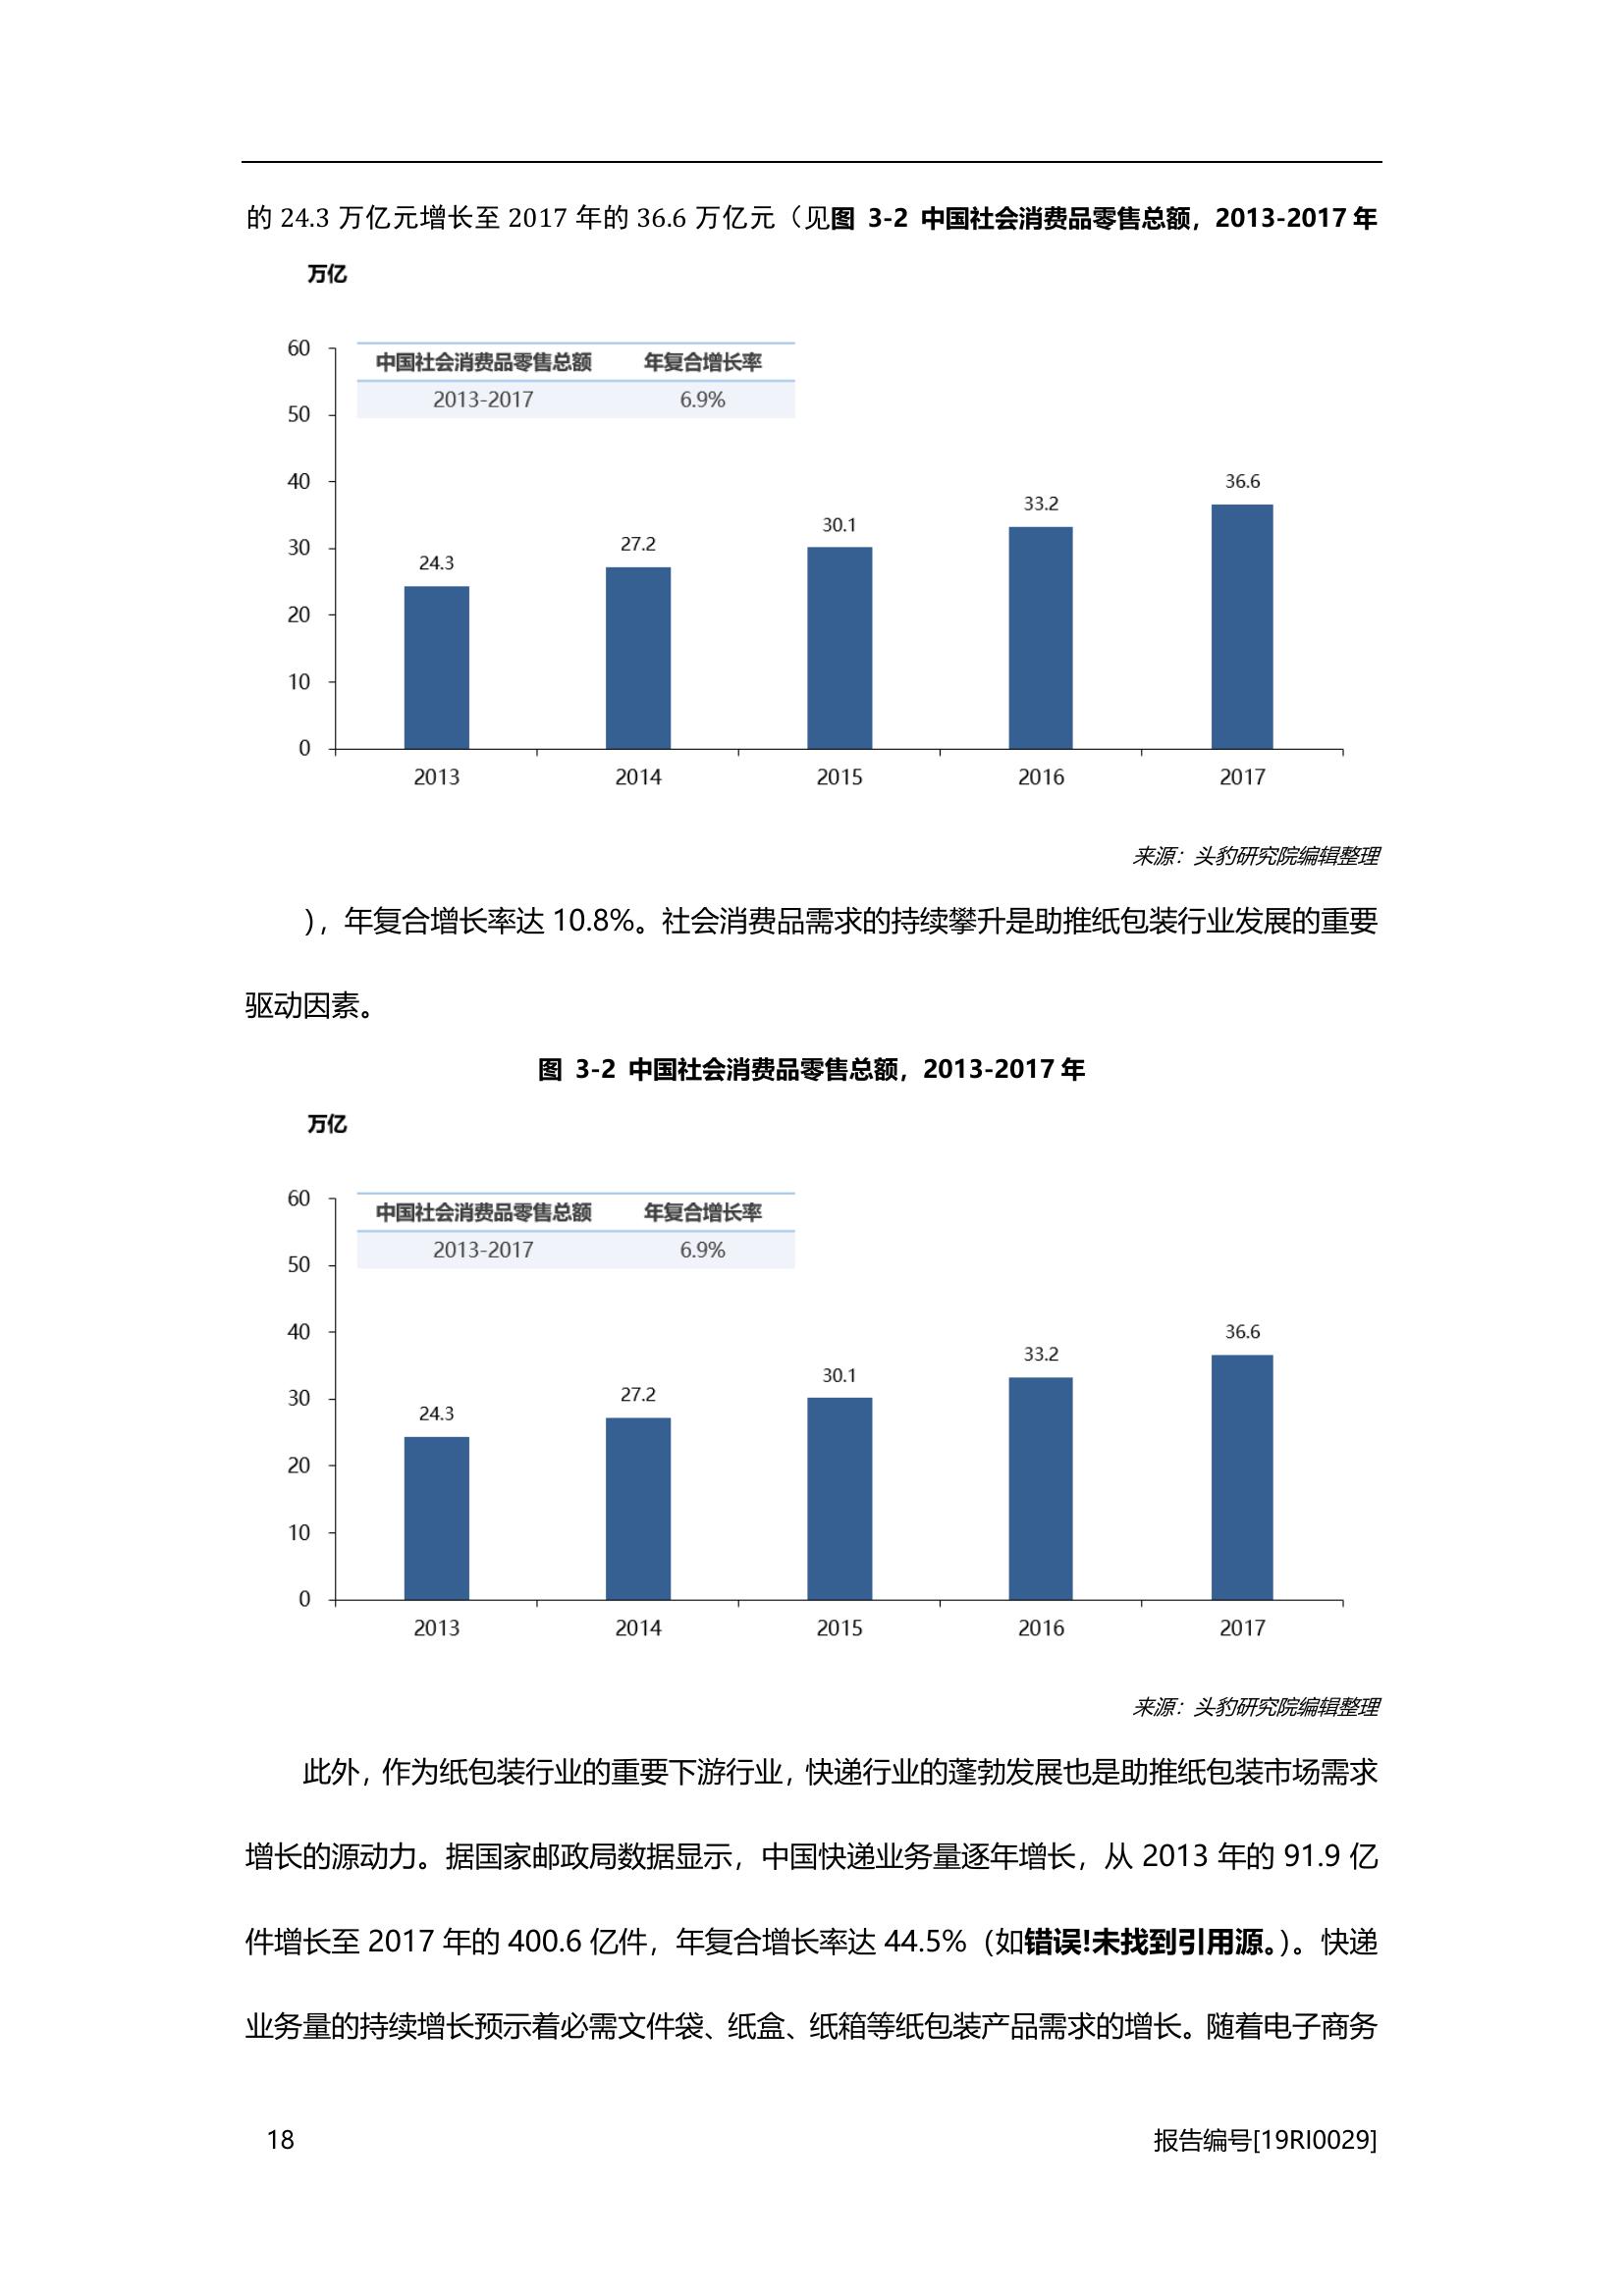 的 24.3 万亿元增长至 2017 年的 36.6 万亿元（见图 3-2 中国社会消费品零售总额，2013-2017 年
万亿
60
中国社会消费品零售总额 年复合增长率
2013-2017 6.9%
50
40
30
20
10
0
24.3
27.2
30.1
33.2
36.6
2013 2014 2015 2016 2017
来源：头豹研究院编辑整理
），年复合增长率达 10.8%。社会消费品需求的持续攀升是助推纸包装行业发展的重要
驱动因素。
图 3-2 中国社会消费品零售总额，2013-2017 年
万亿
60
中国社会消费品零售总额 年复合增长率
2013-2017 6.9%
50
40
30
20
10
0
24.3
27.2
30.1
33.2
36.6
2013 2014 2015 2016 2017
来源：头豹研究院编辑整理
此外，作为纸包装行业的重要下游行业，快递行业的蓬勃发展也是助推纸包装市场需求
增长的源动力。据国家邮政局数据显示，中国快递业务量逐年增长，从 2013 年的 91.9 亿
件增长至 2017 年的 400.6 亿件，年复合增长率达 44.5%（如错误!未找到引用源。）。快递
业务量的持续增长预示着必需文件袋、纸盒、纸箱等纸包装产品需求的增长。随着电子商务
18 报告编号[19RI0029]